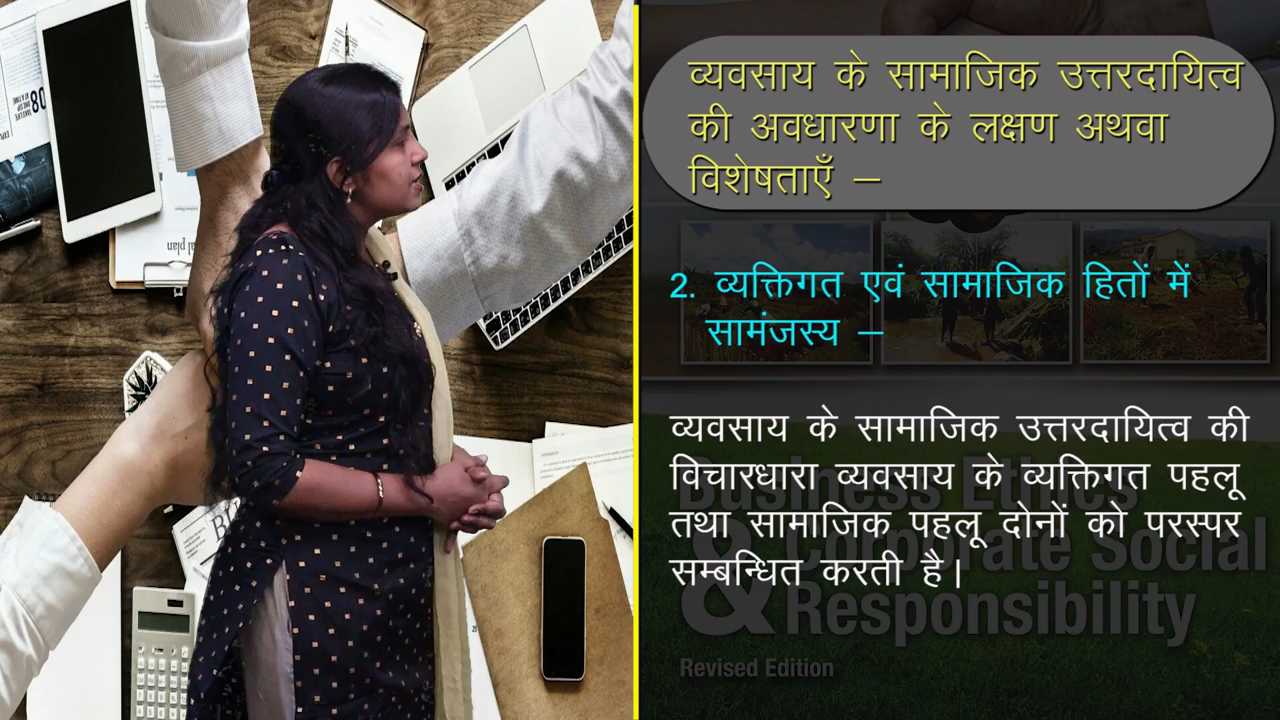 व्यवसाय के सामाजिक उत्तरदायित्व
की अवधारणा के लक्षण अथवा
विशेषताएँ –
2. व्यक्तिगत एवं सामाजिक हितों में
सामंजस्य –
व्यवसाय के सामाजिक उत्तरदायित्व की
विचारधारा व्यवसाय के व्यक्तिगत पहलू
तथा सामाजिक पहलू दोनों को परस्पर
सम्बन्धित करती है।
Business Ethics
& Corporate Social
Responsibility
Revised Edition